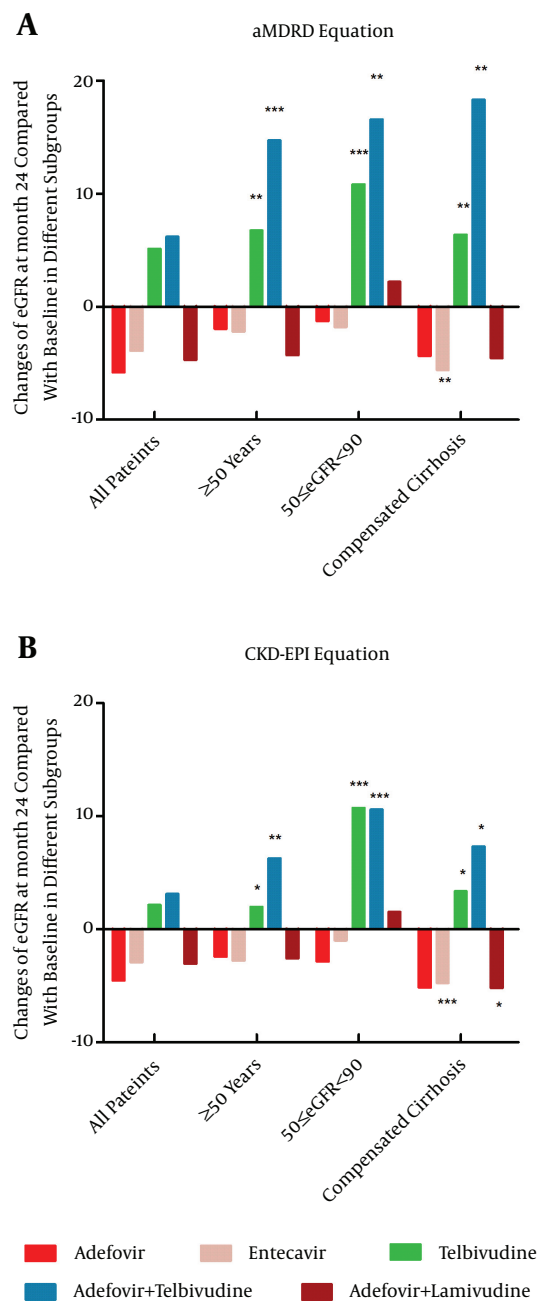 A
aMDRD Equation
Changes of eGFR at month 24 Compared
With Baseline in Different Subgroups
20
10
0
-10
**
***
***
**
**
**
**
All Pateints
≥50 Years
50≤eGFR<90
Compensated Cirrhosis
B
CKD-EPI Equation
Changes of eGFR at month 24 Compared
With Baseline in Different Subgroups
20
10
0
-10
*
**
***
***
*
*
***
*
All Pateints
≥50 Years
50≤eGFR<90
Compensated Cirrhosis
Adefovir
Entecavir
Telbivudine
Adefovir+Telbivudine
Adefovir+Lamivudine